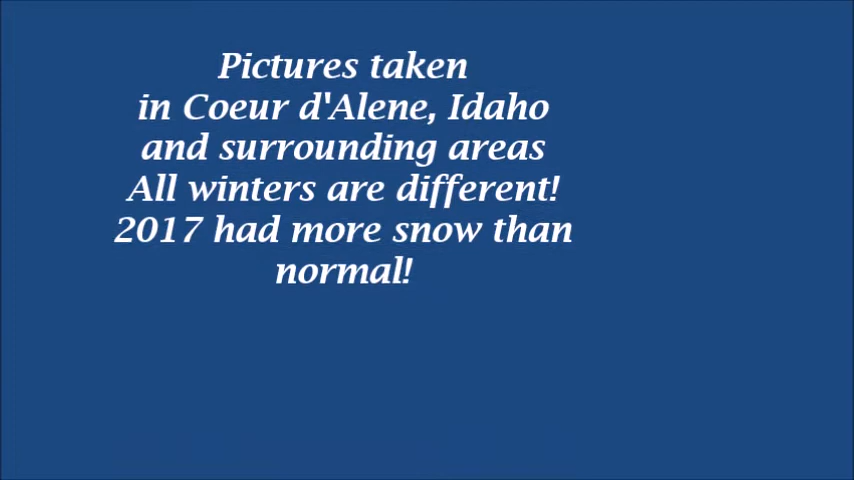 Pictures taken
in Coeur d'Alene, Idaho
and surrounding areas
All winters are different!
2017 had more snow than
normal!